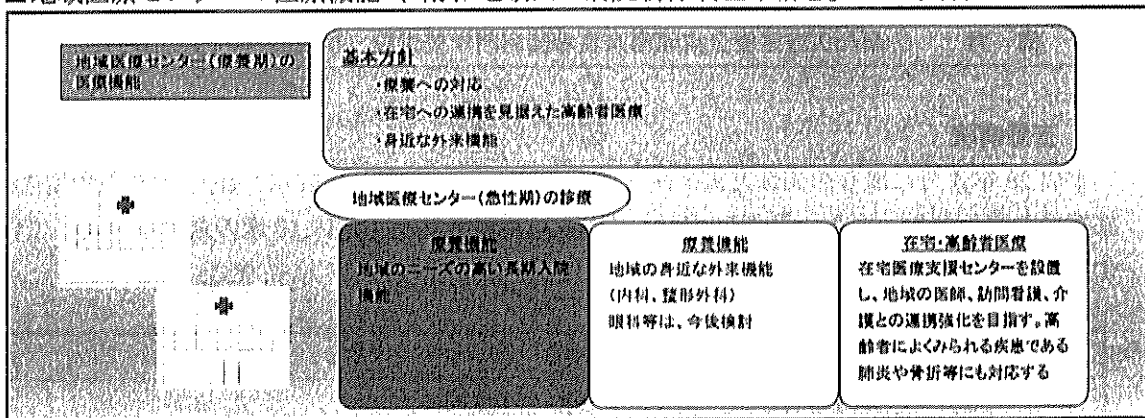 地域医療センター(療養期)の
医療機能
基本方針
・療養への対応
・在宅への連携を見据えた高齢者医療
・身近な外来機能
地域医療センター(急性期)の診療
療養機能
地域のニーズの高い長期入院
機能
療養機能
地域の身近な外来機能
(内科、整形外科)
眼科等は、今後検討
在宅・高齢者医療
在宅医療支援センターを設置
し、地域の医師、訪問看護、介
護との連携強化を目指す。高
齢者によくみられる疾患である
肺炎や骨折等にも対応する